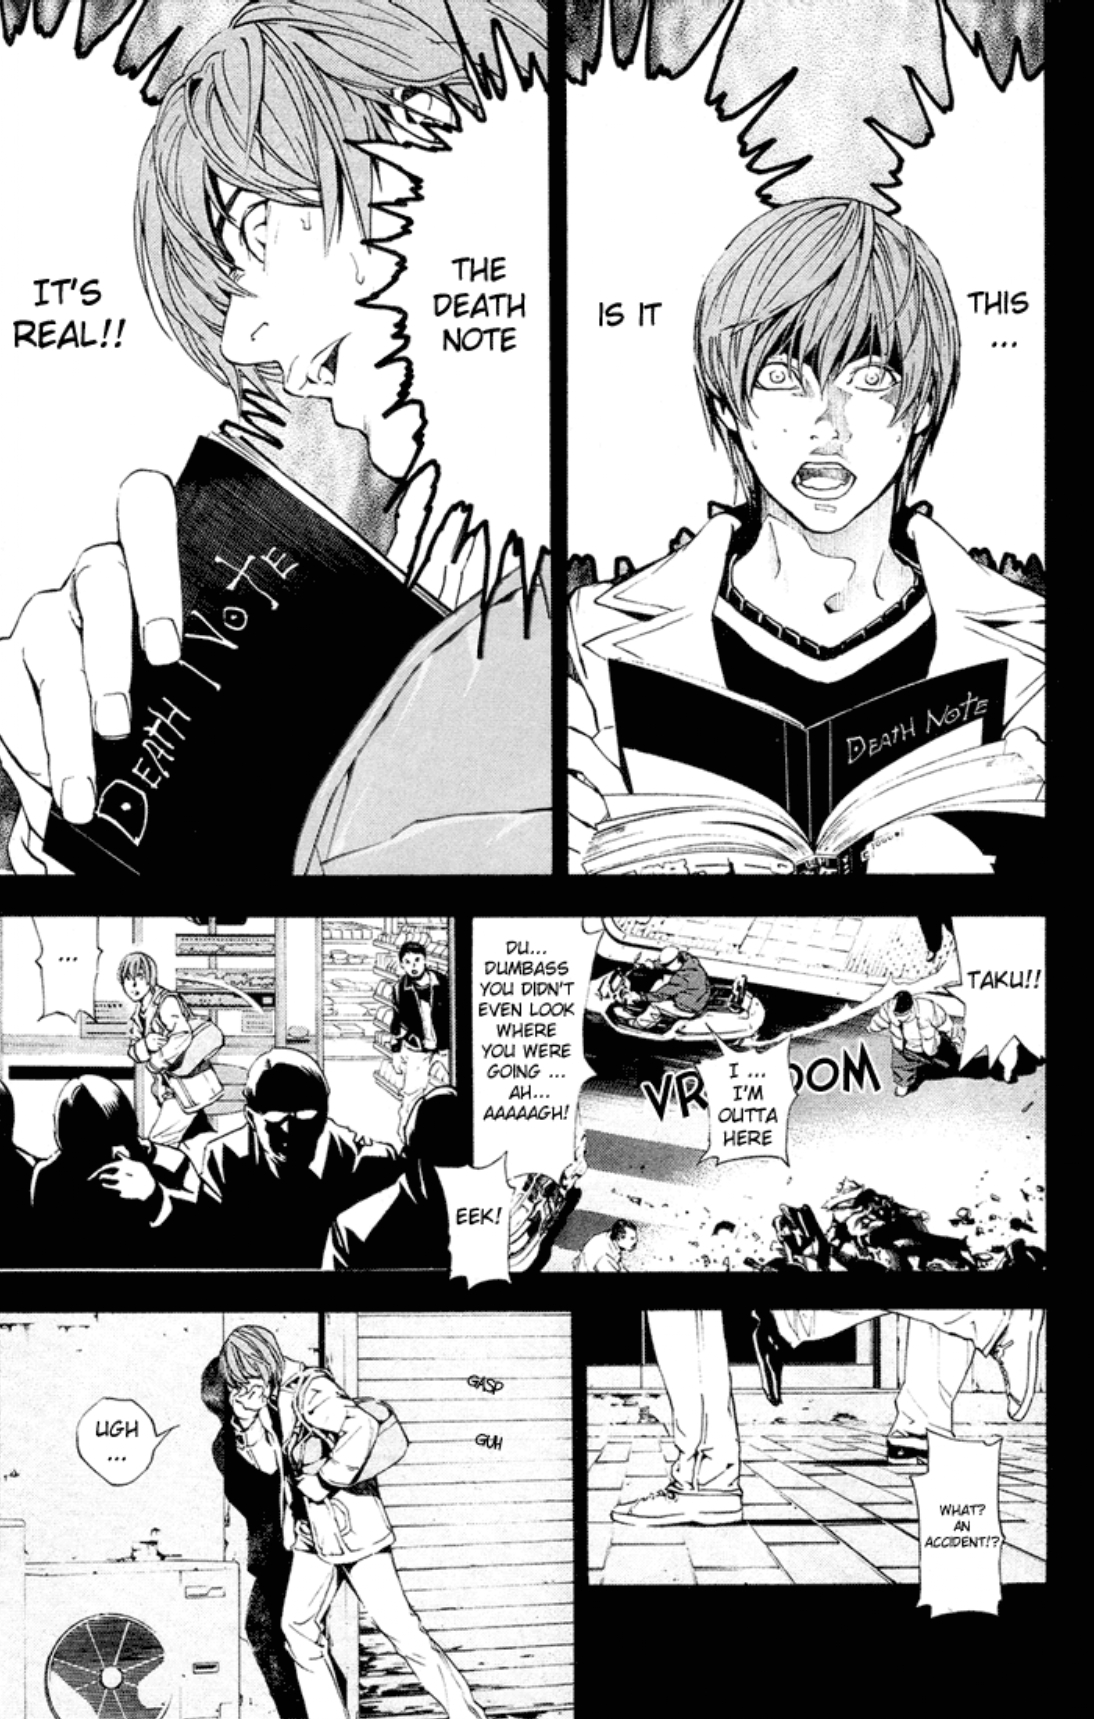 THIS
...
IS IT
DEATH NOTE
THE
DEATH
NOTE
IT'S
REAL!!
DEATH NOTE
TAKU!!
I ...
I'M
OUTTA
HERE
DU...
DUMBASS
YOU DIDN'T
EVEN LOOK
WHERE
YOU WERE
GOING ...
AH...
AAAAAGH!
EEK!
...
WHAT?
AN
ACCIDENT!?
GASP
GUH
UGH
...